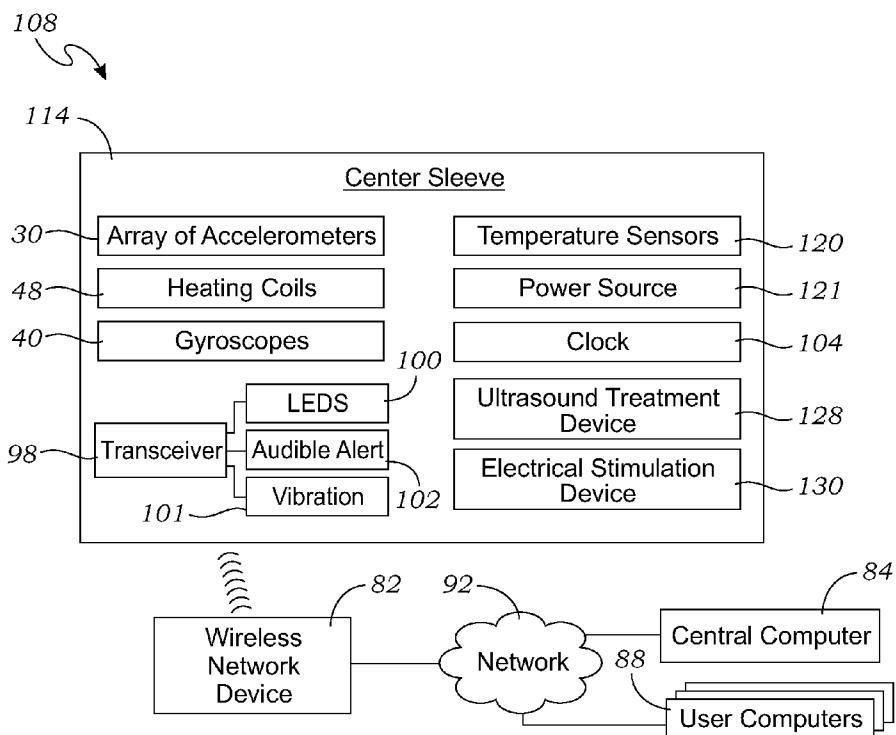 108
114
Center Sleeve
30
Array of Accelerometers
Temperature Sensors
120
48
Heating Coils
Power Source
121
40
Gyroscopes
Clock
104
100
LEDS
Ultrasound Treatment
Device
128
98
Transceiver
Audible Alert
102
Electrical Stimulation
Device
130
101
Vibration
82
92
84
Wireless
Network
Device
Network
Central Computer
88
User Computers